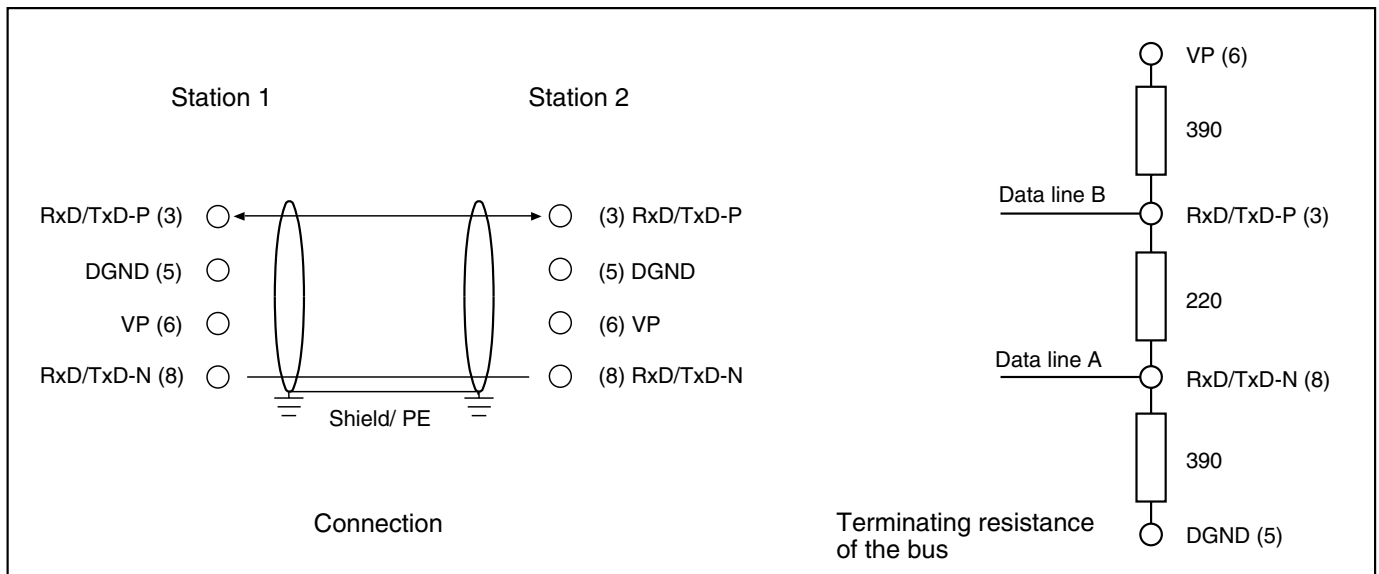 Station 1
Station 2
RxD/TxD-P (3)
(3) RxD/TxD-P
DGND (5)
(5) DGND
VP (6)
(6) VP
RxD/TxD-N (8)
(8) RxD/TxD-N
Shield/ PE
Connection
VP (6)
390
Data line B
RxD/TxD-P (3)
220
Data line A
RxD/TxD-N (8)
390
Terminating resistance
of the bus
DGND (5)